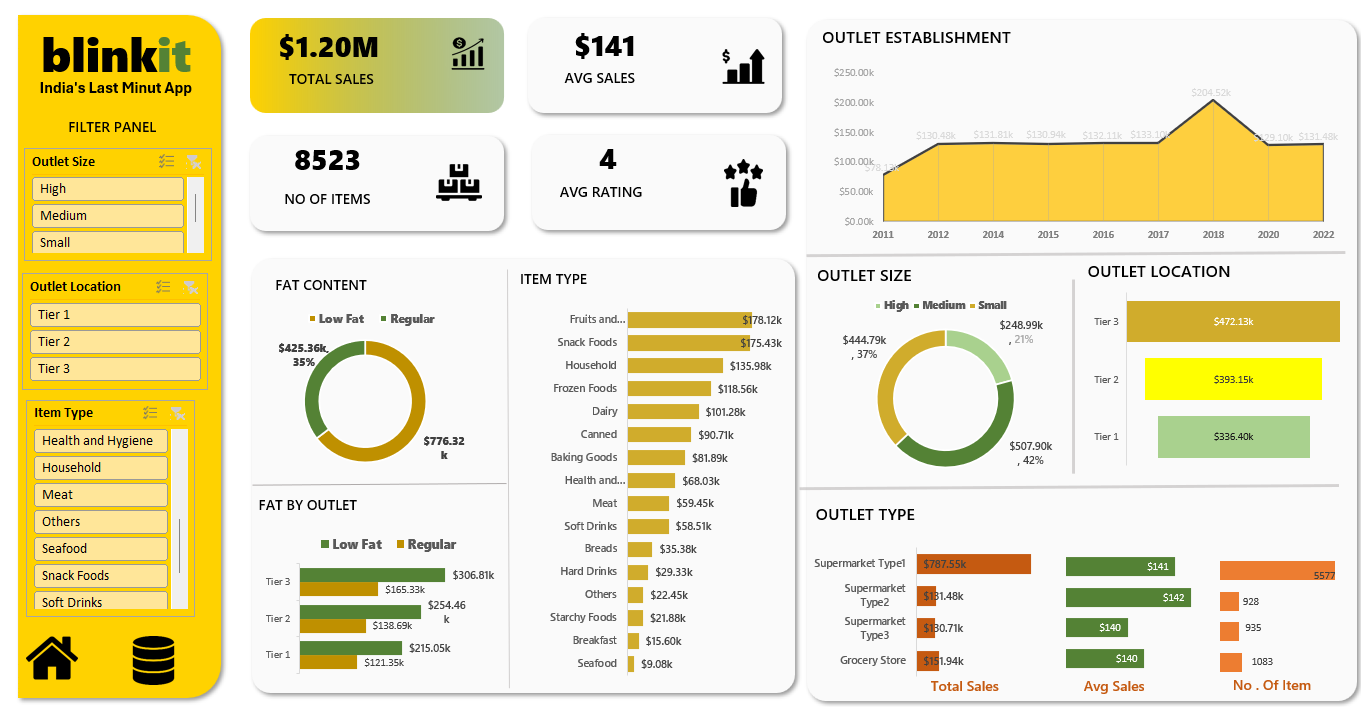 blinkit
India's Last Minut App
FILTER PANEL
Outlet Size
High
Medium
Small
Outlet Location
Tier 1
Tier 2
Tier 3
Item Type
Health and Hygiene
Household
Meat
Others
Seafood
Snack Foods
Soft Drinks
$1.20M
TOTAL SALES
$141
AVG SALES
8523
NO OF ITEMS
4
AVG RATING
FAT CONTENT
Low Fat Regular
$425.36k,
35%
$776.32
k
FAT BY OUTLET
Low Fat Regular
Tier 3 $306.81k
$165.33k
Tier 2 $254.46
k
$138.69k
Tier 1 $215.05k
$121.35k
ITEM TYPE
Fruits and... $178.12k
Snack Foods $175.43k
Household $135.98k
Frozen Foods $118.56k
Dairy $101.28k
Canned $90.71k
Baking Goods $81.89k
Health and... $68.03k
Meat $59.45k
Soft Drinks $58.51k
Breads $35.38k
Hard Drinks $29.33k
Others $22.45k
Starchy Foods $21.88k
Breakfast $15.60k
Seafood $9.08k
OUTLET ESTABLISHMENT
$250.00k
$200.00k
$150.00k
$100.00k
$50.00k
$0.00k
$130.48k $131.81k $130.94k $132.11k $204.52k $131.48k
2011 2012 2014 2015 2016 2017 2018 2020 2022
OUTLET SIZE
High Medium Small
$248.99k
, 21%
$444.79k
, 37%
$507.90k
, 42%
OUTLET LOCATION
Tier 3 $472.13k
Tier 2 $393.15k
Tier 1 $336.40k
OUTLET TYPE
Supermarket Type1 $787.55k $141 5577
Supermarket
Type2 $131.48k $142 928
Supermarket
Type3 $130.71k $140 935
Grocery Store $151.94k $140 1083
Total Sales Avg Sales No . Of Item